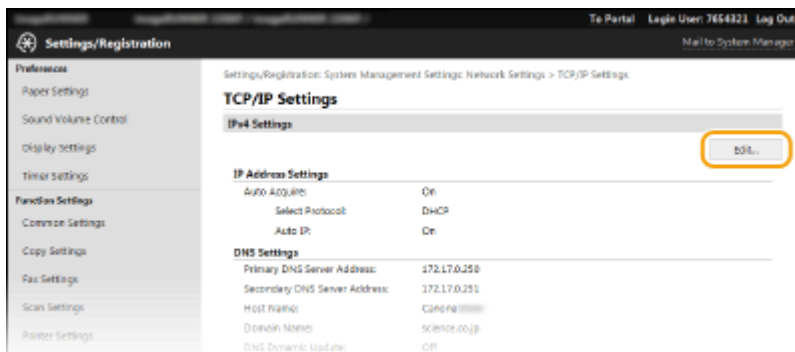 To Portal Login User: 7654321 Log Out
Settings/Registration
Mail to System Manager
Preferences
Paper Settings
Sound Volume Control
Display Settings
Timer Settings
Function Settings
Common Settings
Copy Settings
Fax Settings
Scan Settings
Printer Settings
Settings/Registration: System Management Settings: Network Settings > TCP/IP Settings
TCP/IP Settings
IPv4 Settings
Edit...
IP Address Settings
Auto Acquire: On
Select Protocol: DHCP
Auto IP: On
DNS Settings
Primary DNS Server Address: 172.17.0.250
Secondary DNS Server Address: 172.17.0.251
Host Name: Canon
Domain Name: science.co.jp
DNS Dynamic Update: Off